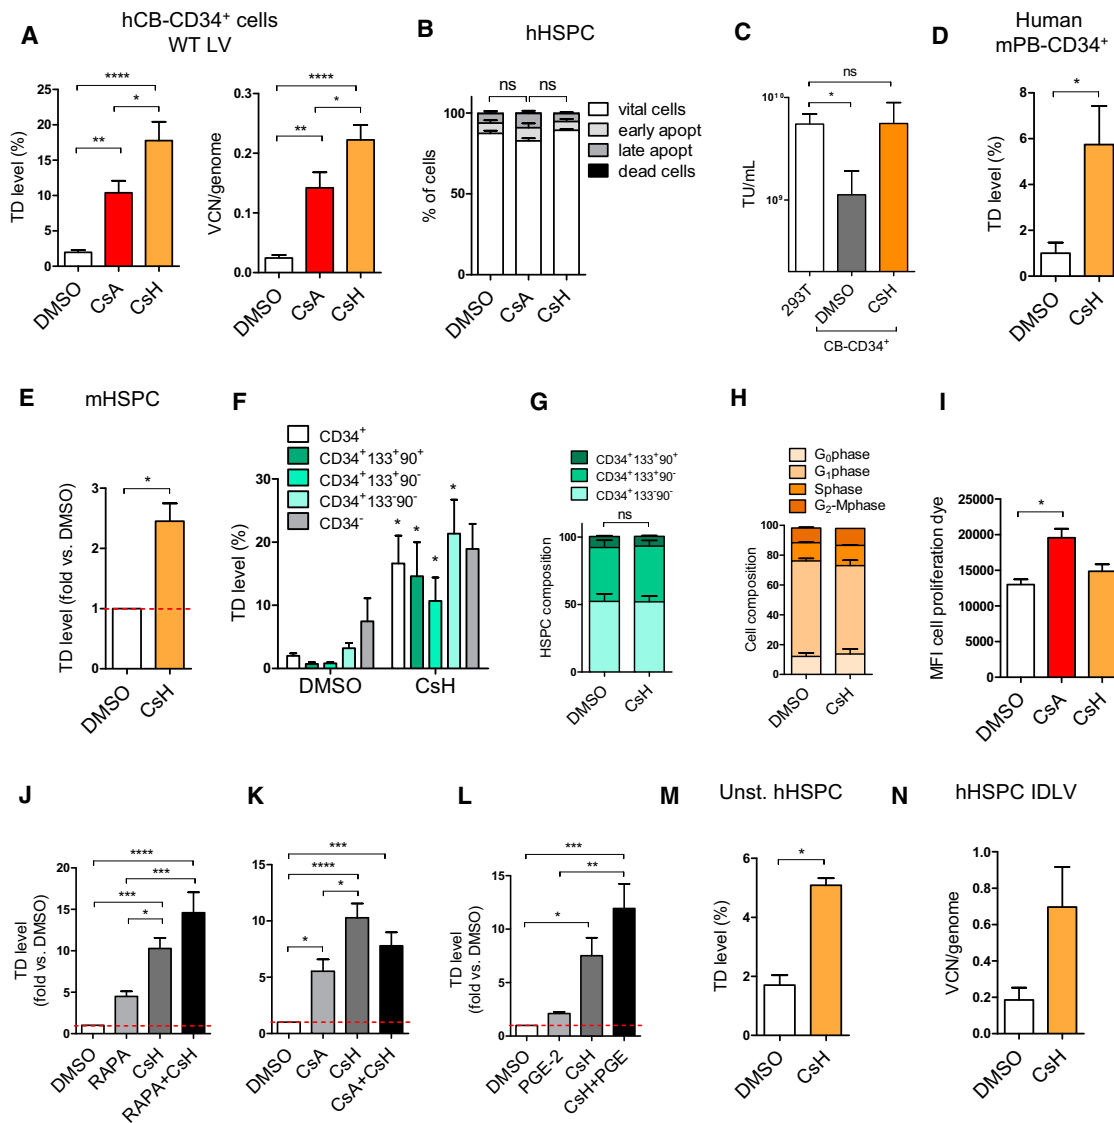 A
hCB-CD34⁺ cells
WT LV
****
*
**
TD level (%)
25
20
15
10
5
0
DMSO
CsA
CsH
****
*
**
VCN/genome
0.3
0.2
0.1
0.0
DMSO
CsA
CsH
B
hHSPC
ns
ns
% of cells
100
50
0
DMSO
CsA
CsH
vital cells
early apopt
late apopt
dead cells
C
ns
*
TU/mL
10¹⁰
10⁹
293T
DMSO
CSH
CB-CD34⁺
D
Human
mPB-CD34⁺
*
TD level (%)
8
6
4
2
0
DMSO
CsH
E
mHSPC
*
TD level (fold vs. DMSO)
3
2
1
0
DMSO
CsH
F
CD34⁺
CD34⁺133⁺90⁺
CD34⁺133⁺90⁻
CD34⁺133⁻90⁻
CD34⁻
TD level (%)
30
20
10
0
*
*
*
*
DMSO
CsH
G
CD34⁺133⁺90⁺
CD34⁺133⁺90⁻
CD34⁺133⁻90⁻
ns
HSPC composition
100
50
0
DMSO
CsH
H
G₀phase
G₁phase
Sphase
G₂-Mphase
Cell composition
100
80
60
40
20
0
DMSO
CsH
I
*
MFI cell proliferation dye
25000
20000
15000
10000
5000
0
DMSO
CsA
CsH
J
****
***
***
*
TD level
(fold vs. DMSO)
20
15
10
5
0
DMSO
RAPA
CsH
RAPA+CsH
K
***
****
*
*
15
10
5
0
DMSO
CsA
CsH
CsA+CsH
L
***
**
*
TD level
(fold vs. DMSO)
15
10
5
0
DMSO
PGE-2
CsH
CsH+PGE
M
Unst. hHSPC
*
TD level (%)
6
4
2
0
DMSO
CsH
N
hHSPC IDLV
VCN/genome
1.0
0.8
0.6
0.4
0.2
0.0
DMSO
CsH